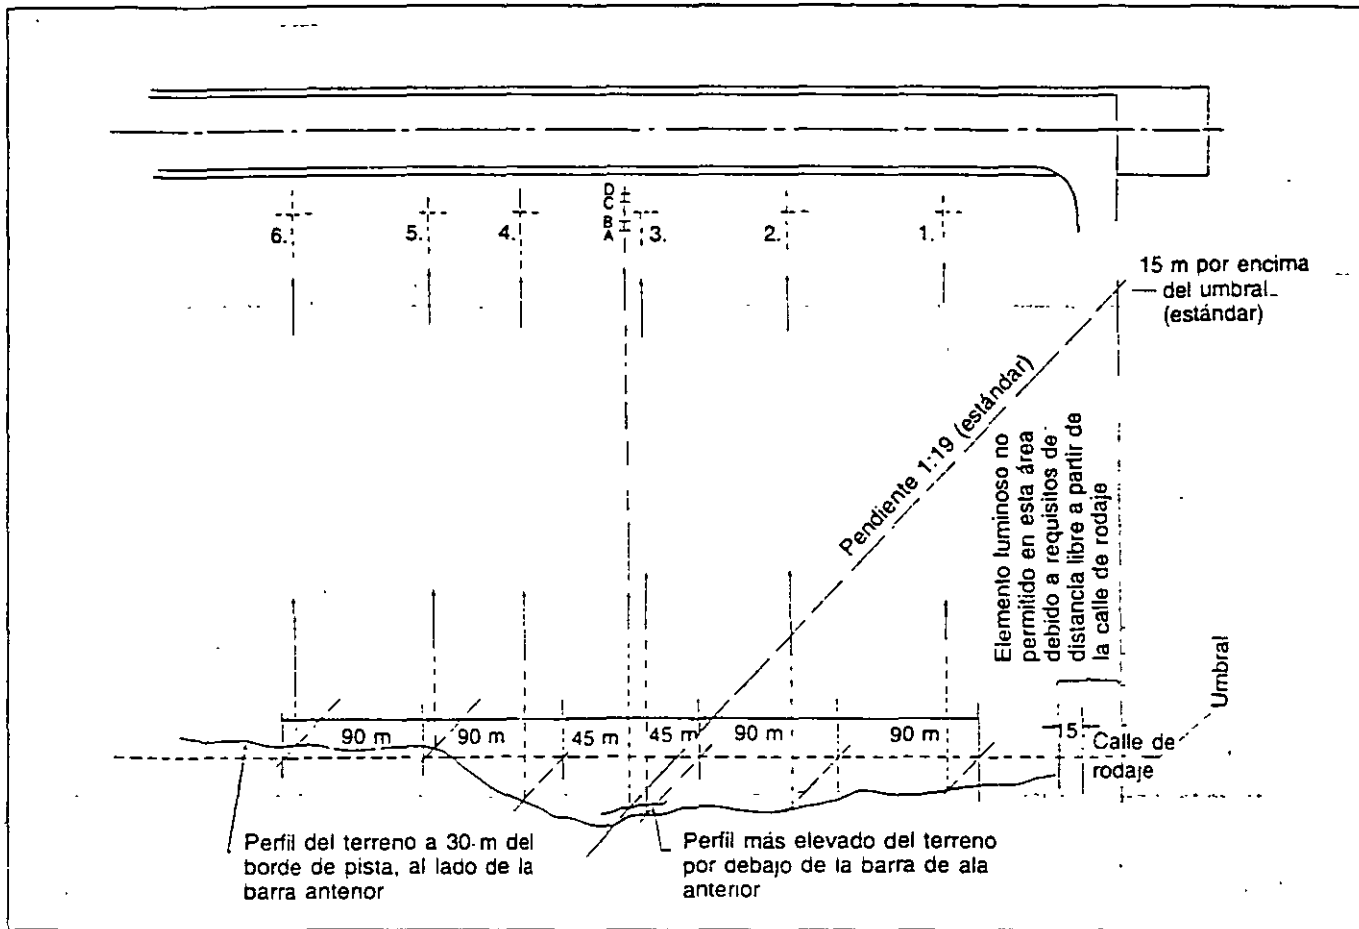 D
C
B
A
6.
5.
4.
3.
2.
1.
15 m por encima
del umbral
(estándar)
Pendiente 1:19 (estándar)
Elemento luminoso no
permitido en esta área
debido a requisitos de
distancia libre a partir de
la calle de rodaje
Umbral
90 m
90 m
45 m
45 m
90 m
90 m
15
Calle de
rodaje
Perfil del terreno a 30 m del
borde de pista, al lado de la
barra anterior
Perfil más elevado del terreno
por debajo de la barra de ala
anterior